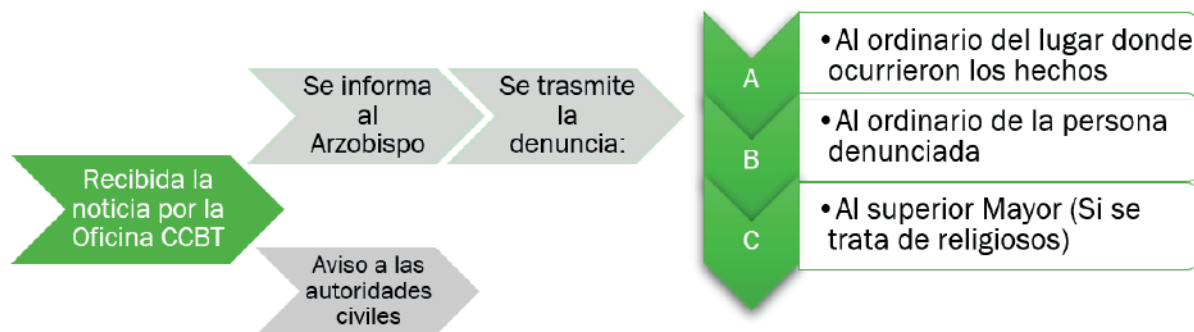 Recibida la
noticia por la
Oficina CCBT
Se informa
al
Arzobispo
Se trasmite
la
denuncia:
Aviso a las
autoridades
civiles
A
•Al ordinario del lugar donde
ocurrieron los hechos
B
•Al ordinario de la persona
denunciada
C
•Al superior Mayor (Si se
trata de religiosos)